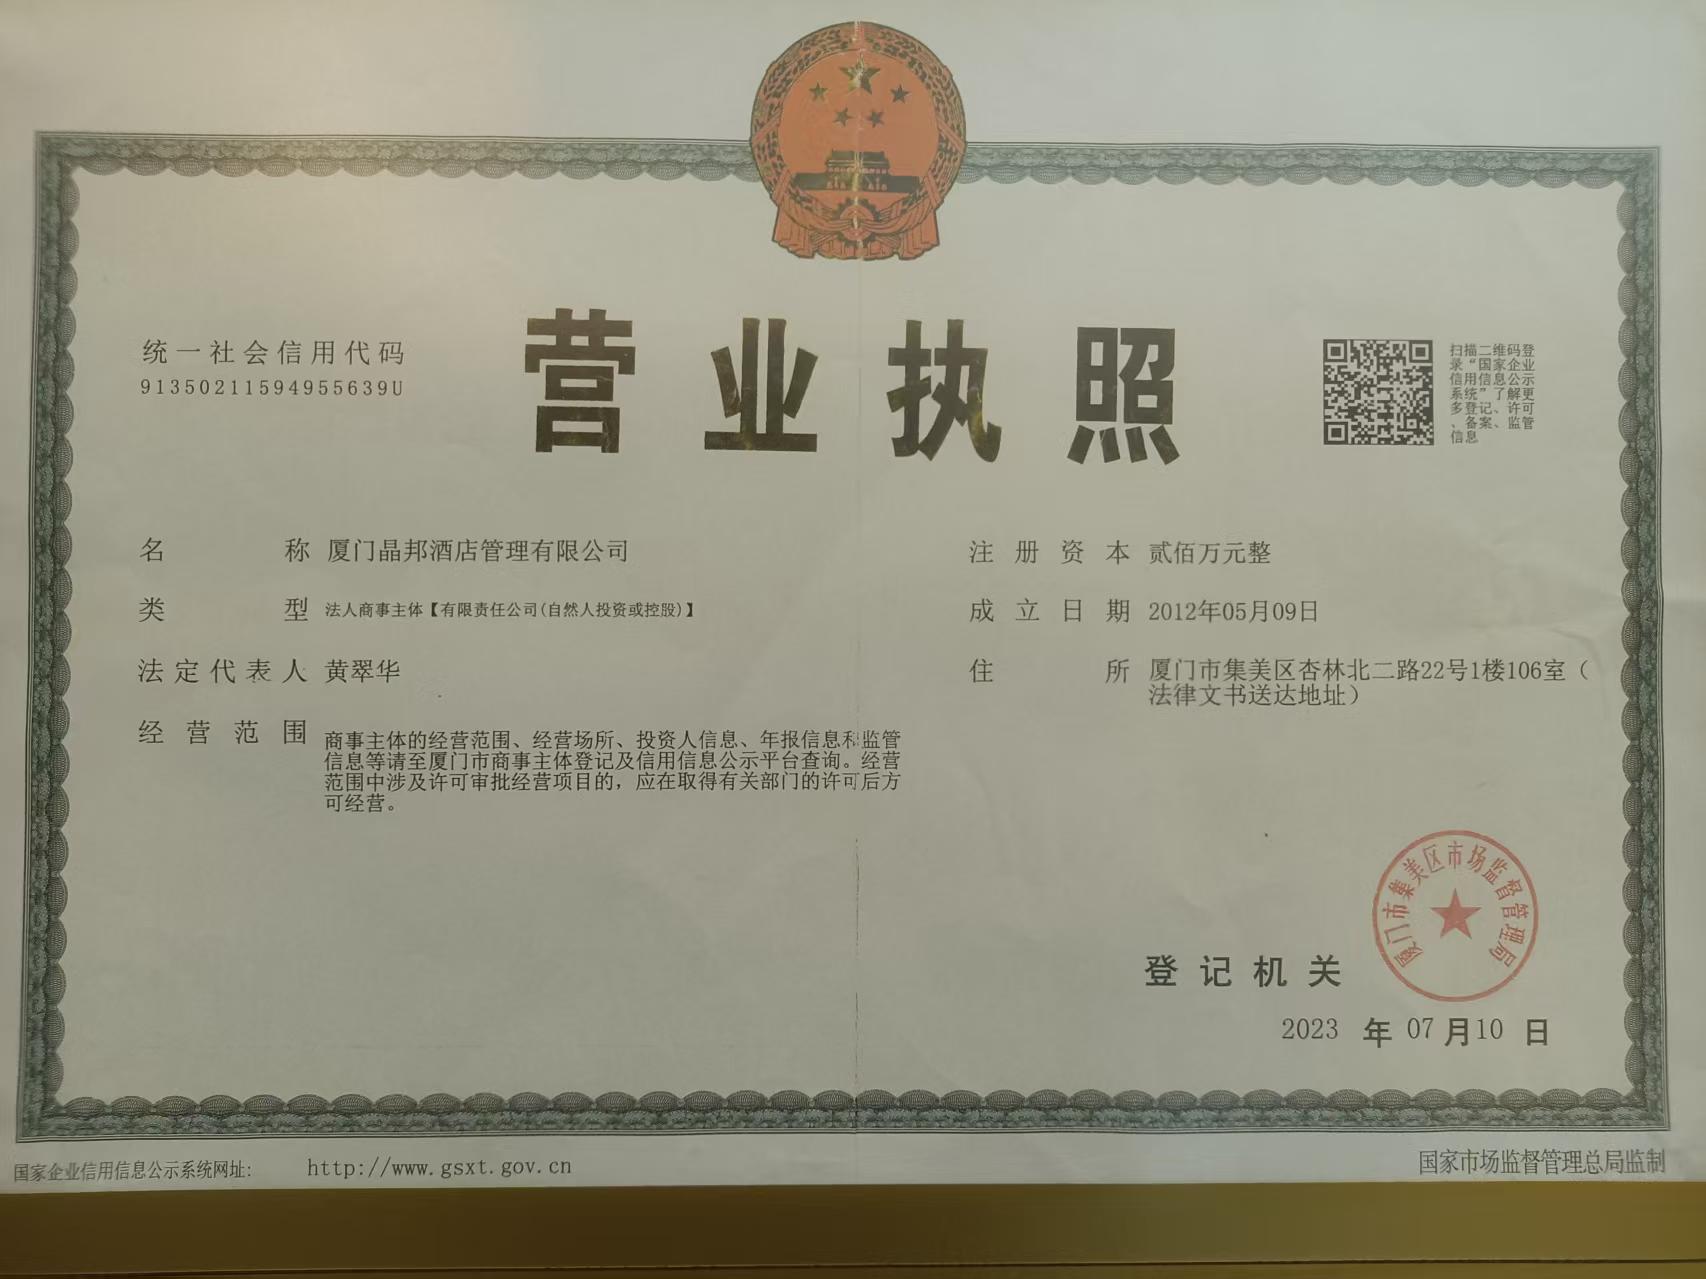 统一社会信用代码
91350211594955639U
营业执照
扫描二维码登
录“国家企业
信用信息公示
系统”了解更
多登记、许可
、备案、监管
信息
名称 厦门晶邦酒店管理有限公司
类型 法人商事主体【有限责任公司(自然人投资或控股)】
法定代表人 黄翠华
经营范围 商事主体的经营范围、经营场所、投资人信息、年报信息和监管
信息等请至厦门市商事主体登记及信用信息公示平台查询。经营
范围中涉及许可审批经营项目的，应在取得有关部门的许可后方
可经营。
注册资本 贰佰万元整
成立日期 2012年05月09日
住所 厦门市集美区杏林北二路22号1楼106室（
法律文书送达地址）
厦门市集美区市场监督管理局
登记机关
2023 年 07 月 10 日
国家企业信用信息公示系统网址: http://www.gsxt.gov.cn
国家市场监督管理总局监制